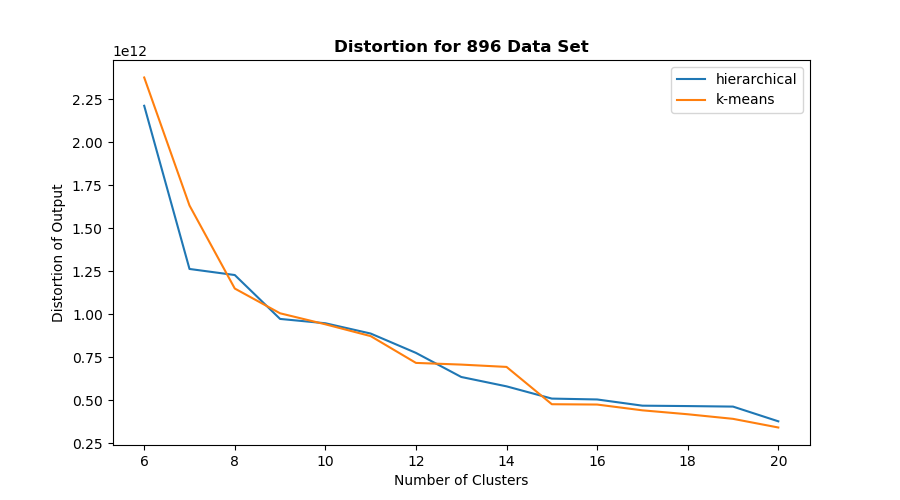 Distortion for 896 Data Set
1e12
hierarchical
k-means
2.25
2.00
1.75
1.50
1.25
1.00
0.75
0.50
0.25
Distortion of Output
6 8 10 12 14 16 18 20
Number of Clusters